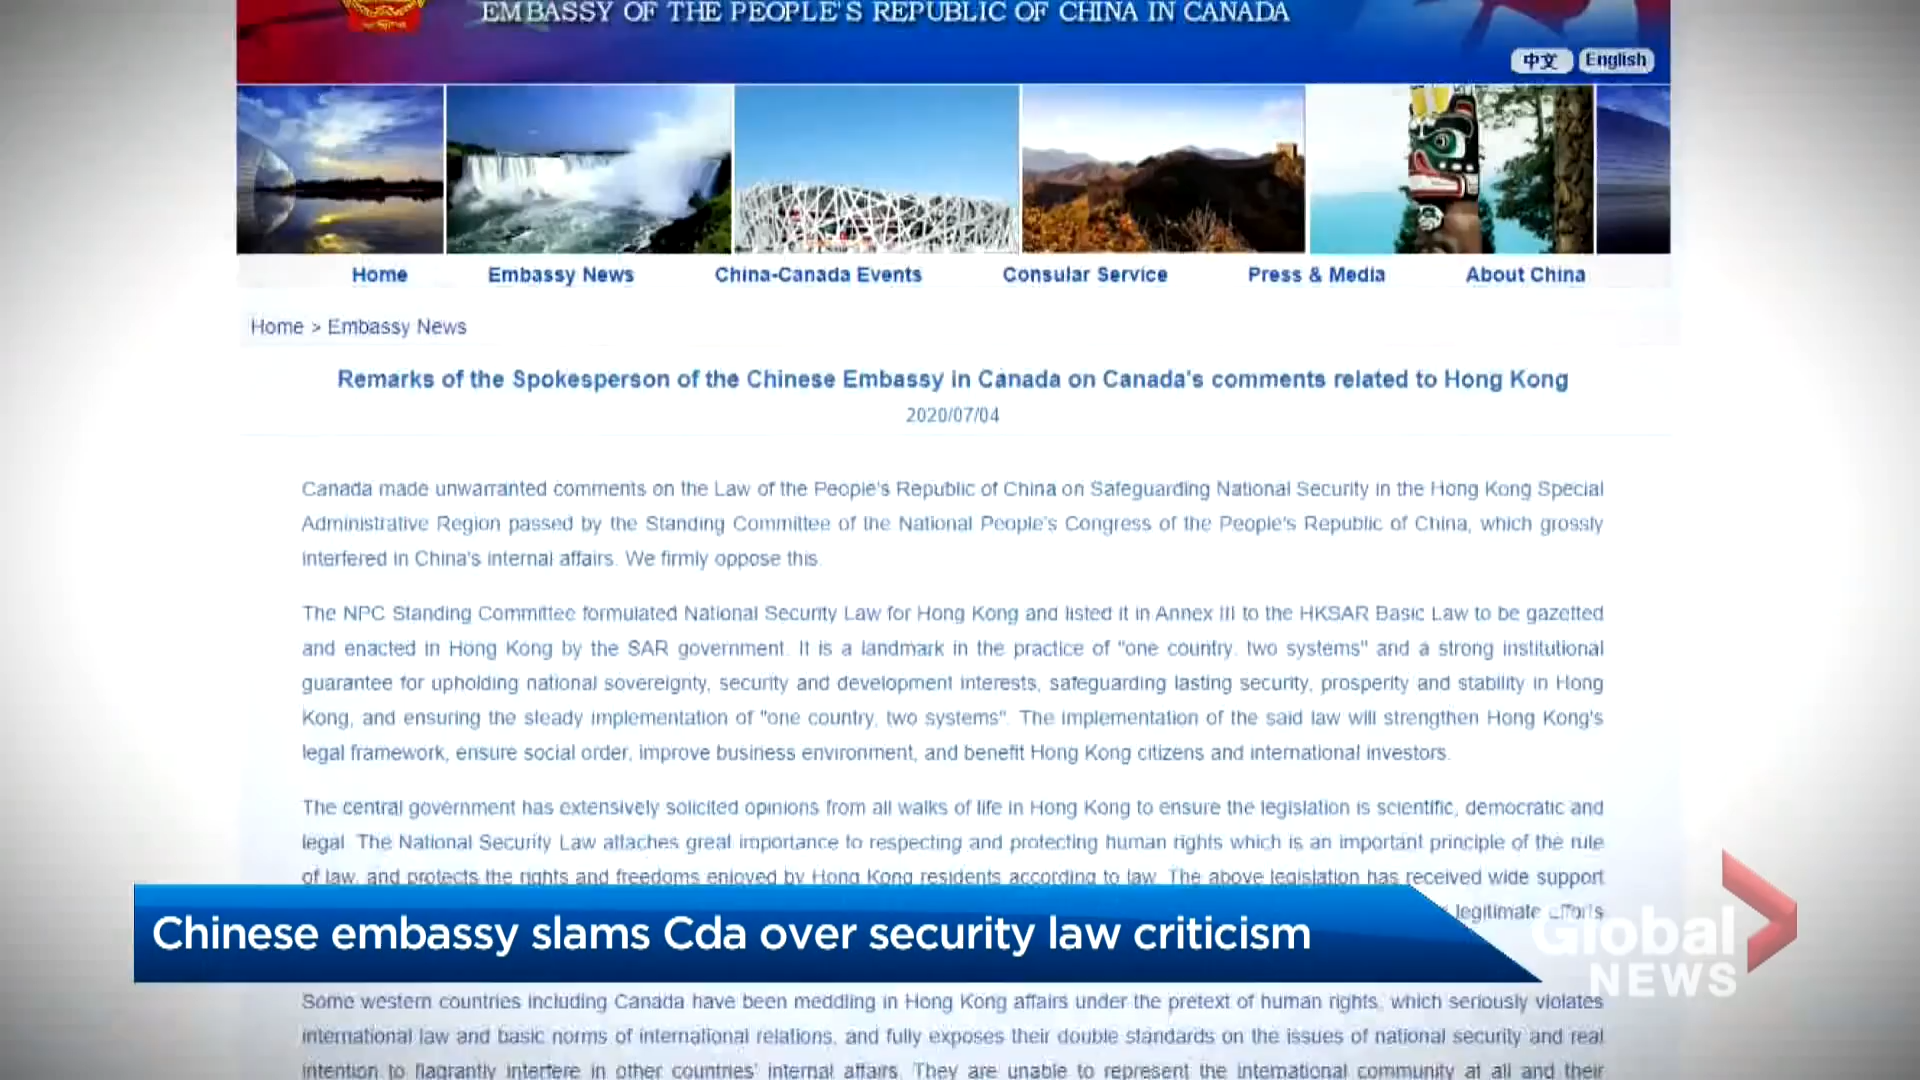 EMBASSY OF THE PEOPLE'S REPUBLIC OF CHINA IN CANADA
中文 English
Home Embassy News China-Canada Events Consular Service Press & Media About China
Home > Embassy News
Remarks of the Spokesperson of the Chinese Embassy in Canada on Canada's comments related to Hong Kong
2020/07/04
Canada made unwarranted comments on the Law of the People's Republic of China on Safeguarding National Security in the Hong Kong Special
Administrative Region passed by the Standing Committee of the National People's Congress of the People's Republic of China, which grossly
interfered in China's internal affairs. We firmly oppose this.
The NPC Standing Committee formulated National Security Law for Hong Kong and listed it in Annex III to the HKSAR Basic Law to be gazetted
and enacted in Hong Kong by the SAR government. It is a landmark in the practice of "one country, two systems" and a strong institutional
guarantee for upholding national sovereignty, security and development interests, safeguarding lasting security, prosperity and stability in Hong
Kong, and ensuring the steady implementation of "one country, two systems". The implementation of the said law will strengthen Hong Kong's
legal framework, ensure social order, improve business environment, and benefit Hong Kong citizens and international investors.
The central government has extensively solicited opinions from all walks of life in Hong Kong to ensure the legislation is scientific, democratic and
legal. The National Security Law attaches great importance to respecting and protecting human rights which is an important principle of the rule
of law, and protects the rights and freedoms enjoyed by Hong Kong residents according to law. The above legislation has received wide support
legitimate efforts
Chinese embassy slams Cda over security law criticism
Global
NEWS
Some western countries including Canada have been meddling in Hong Kong affairs under the pretext of human rights, which seriously violates
international law and basic norms of international relations, and fully exposes their double standards on the issues of national security and real
intention to flagrantly interfere in other countries' internal affairs. They are unable to represent the international community at all and their